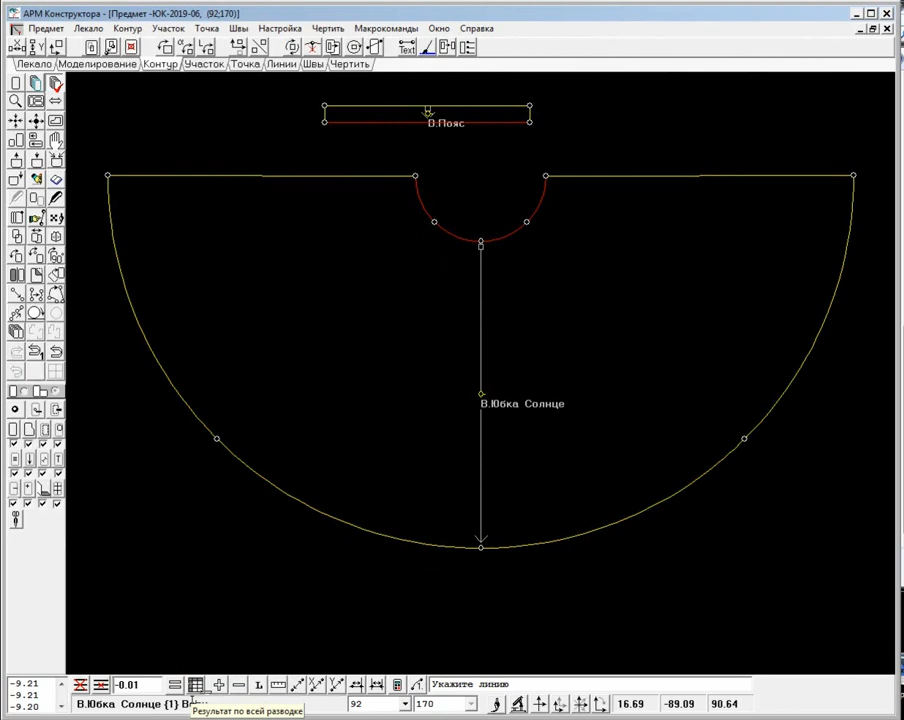 АРМ Конструктора - [Предмет -ЮК-2019-06, (92;170)]
Предмет Лекало Контур Участок Точка Швы Настройка Чертить Макрокоманды Окно Справка
Text
Лекало Моделирование Контур Участок Точка Линии Швы Чертить
В.Пояс
В.Юбка Солнце
-9.21
-9.21
-9.20
-0.01
L
Укажите линию
В.Юбка Солнце {1}
92
170
16.69
-89.09
90.64
Результат по всей разводке